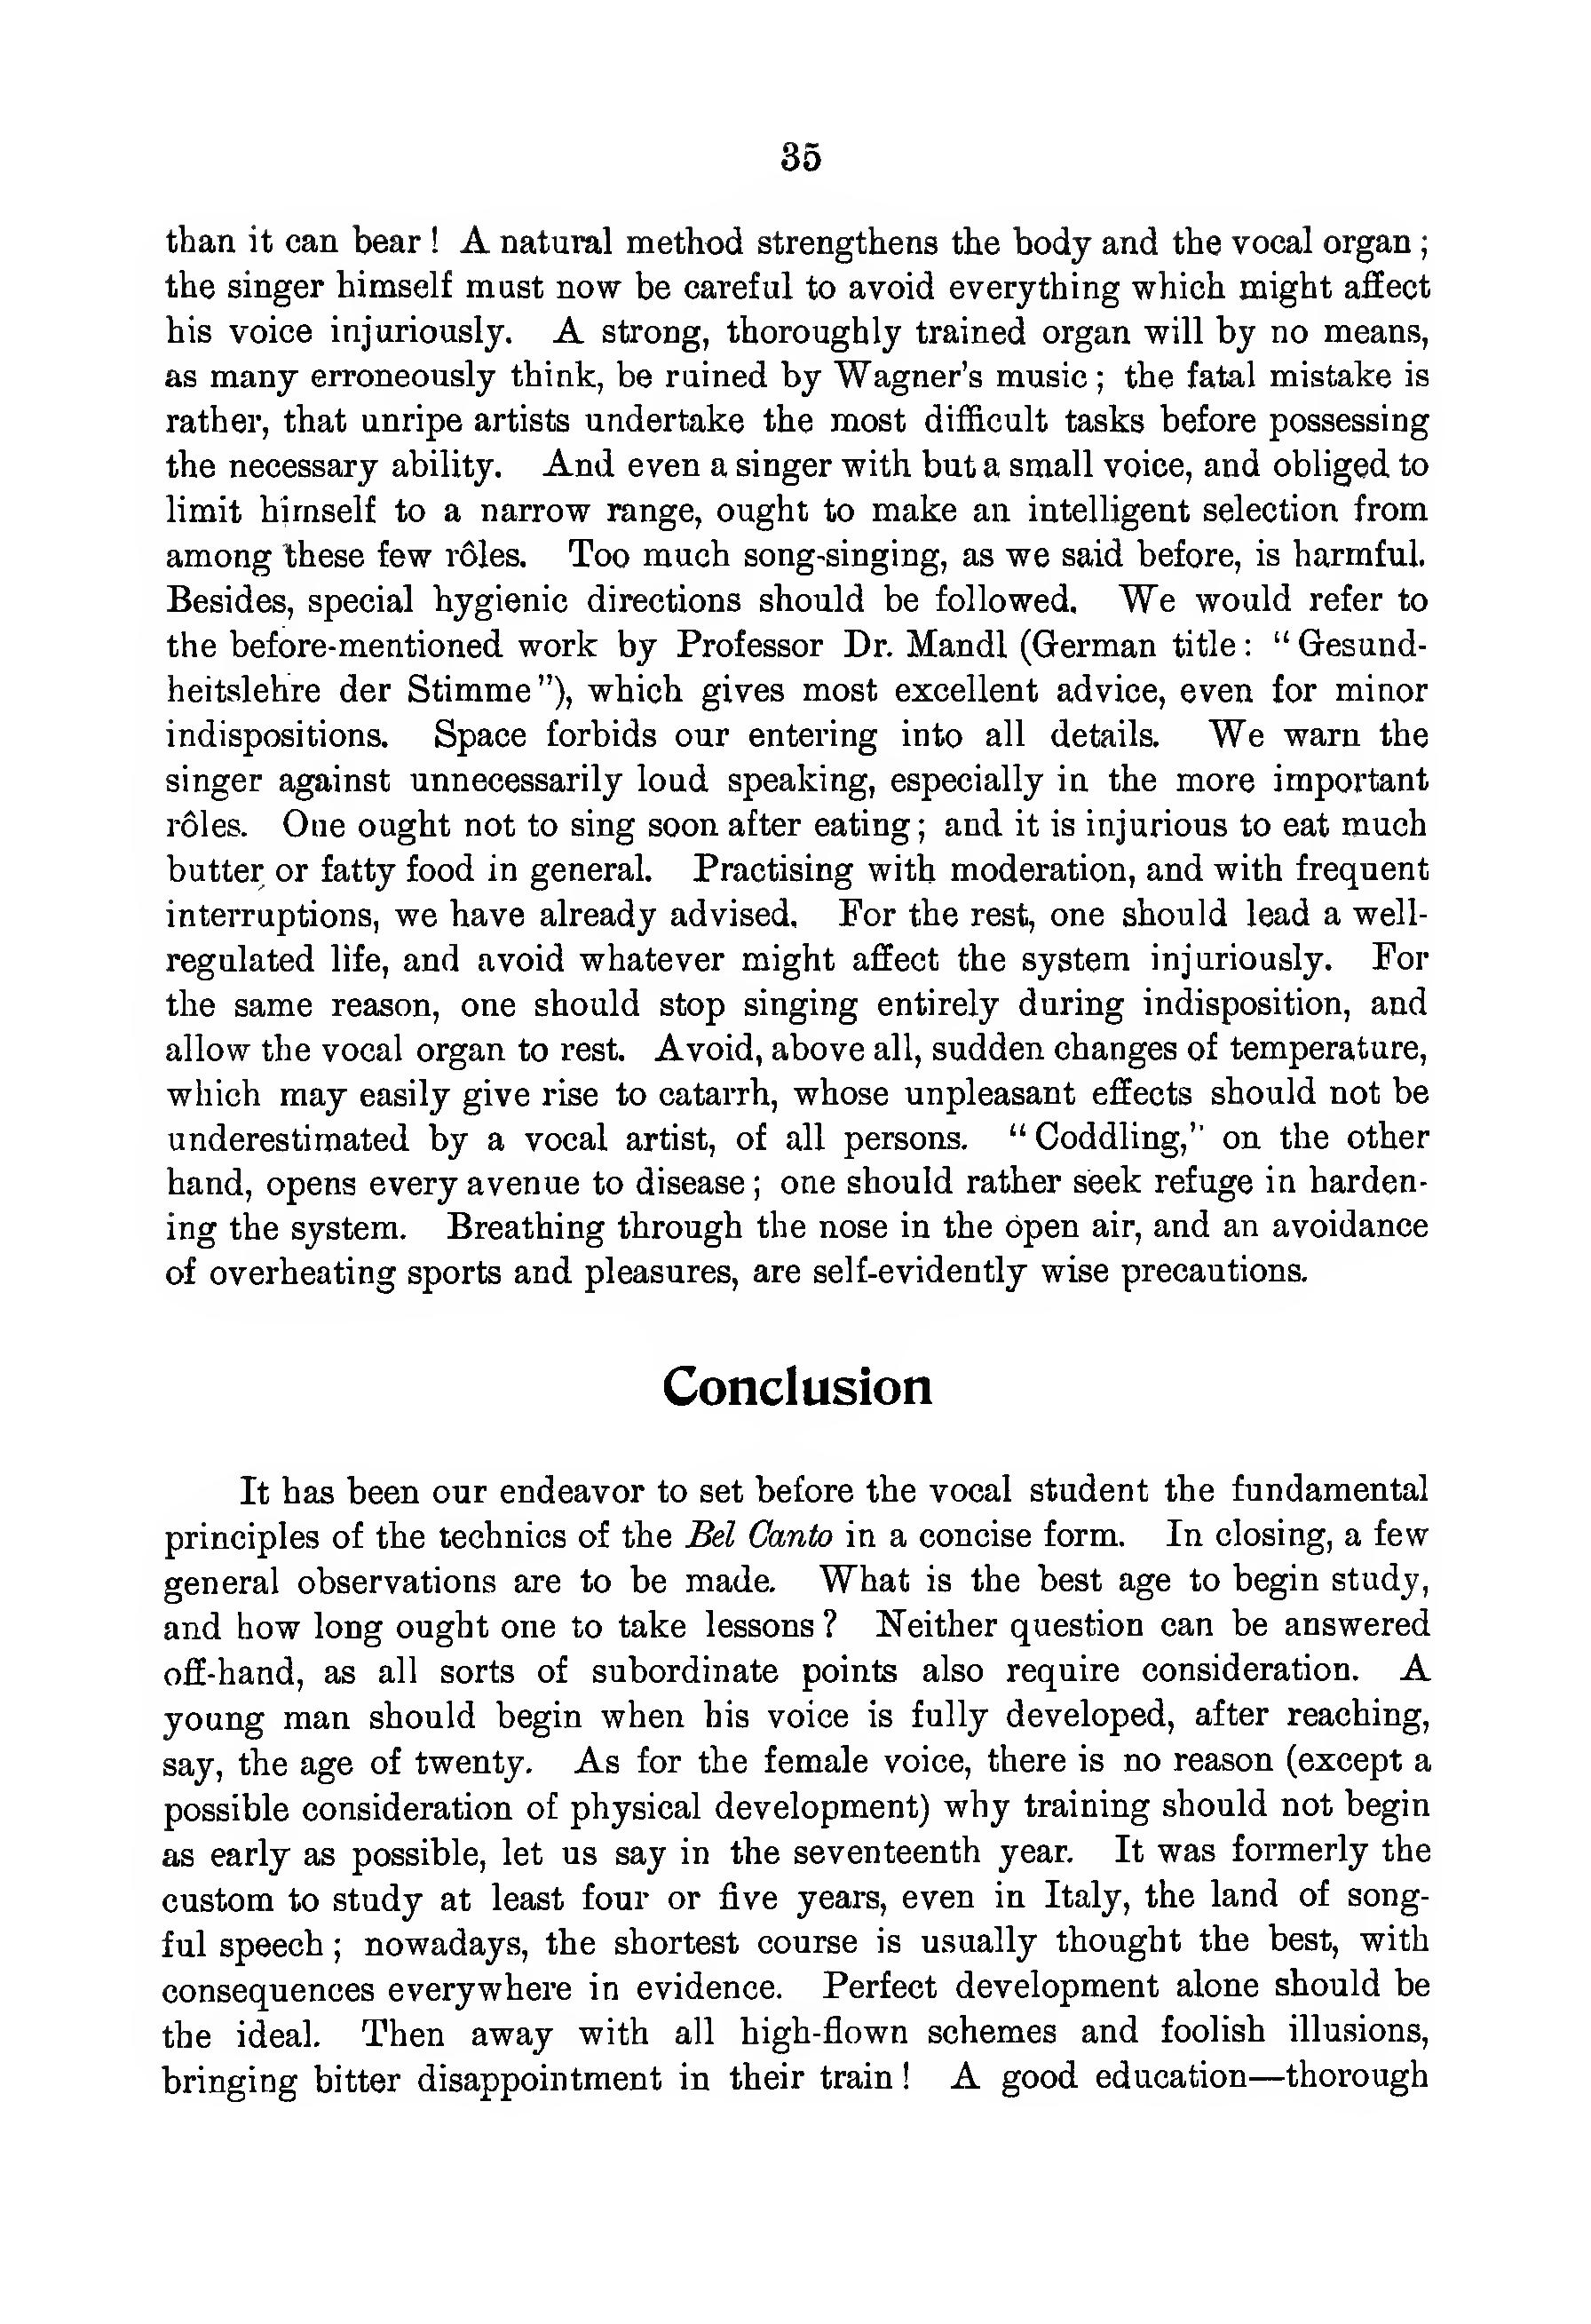 35
than it can bear! A natural method strengthens the body and the vocal organ;
the singer himself must now be careful to avoid everything which might affect
his voice injuriously. A strong, thoroughly trained organ will by no means,
as many erroneously think, be ruined by Wagner's music; the fatal mistake is
rather, that unripe artists undertake the most difficult tasks before possessing
the necessary ability. And even a singer with but a small voice, and obliged to
limit himself to a narrow range, ought to make an intelligent selection from
among these few rôles. Too much song-singing, as we said before, is harmful.
Besides, special hygienic directions should be followed. We would refer to
the before-mentioned work by Professor Dr. Mandl (German title: "Gesund-
heitslehre der Stimme"), which gives most excellent advice, even for minor
indispositions. Space forbids our entering into all details. We warn the
singer against unnecessarily loud speaking, especially in the more important
rôles. One ought not to sing soon after eating; and it is injurious to eat much
butter or fatty food in general. Practising with moderation, and with frequent
interruptions, we have already advised. For the rest, one should lead a well-
regulated life, and avoid whatever might affect the system injuriously. For
the same reason, one should stop singing entirely during indisposition, and
allow the vocal organ to rest. Avoid, above all, sudden changes of temperature,
which may easily give rise to catarrh, whose unpleasant effects should not be
underestimated by a vocal artist, of all persons. "Coddling," on the other
hand, opens every avenue to disease; one should rather seek refuge in harden-
ing the system. Breathing through the nose in the open air, and an avoidance
of overheating sports and pleasures, are self-evidently wise precautions.
Conclusion
It has been our endeavor to set before the vocal student the fundamental
principles of the technics of the Bel Canto in a concise form. In closing, a few
general observations are to be made. What is the best age to begin study,
and how long ought one to take lessons? Neither question can be answered
off-hand, as all sorts of subordinate points also require consideration. A
young man should begin when his voice is fully developed, after reaching,
say, the age of twenty. As for the female voice, there is no reason (except a
possible consideration of physical development) why training should not begin
as early as possible, let us say in the seventeenth year. It was formerly the
custom to study at least four or five years, even in Italy, the land of song-
ful speech; nowadays, the shortest course is usually thought the best, with
consequences everywhere in evidence. Perfect development alone should be
the ideal. Then away with all high-flown schemes and foolish illusions,
bringing bitter disappointment in their train! A good education—thorough